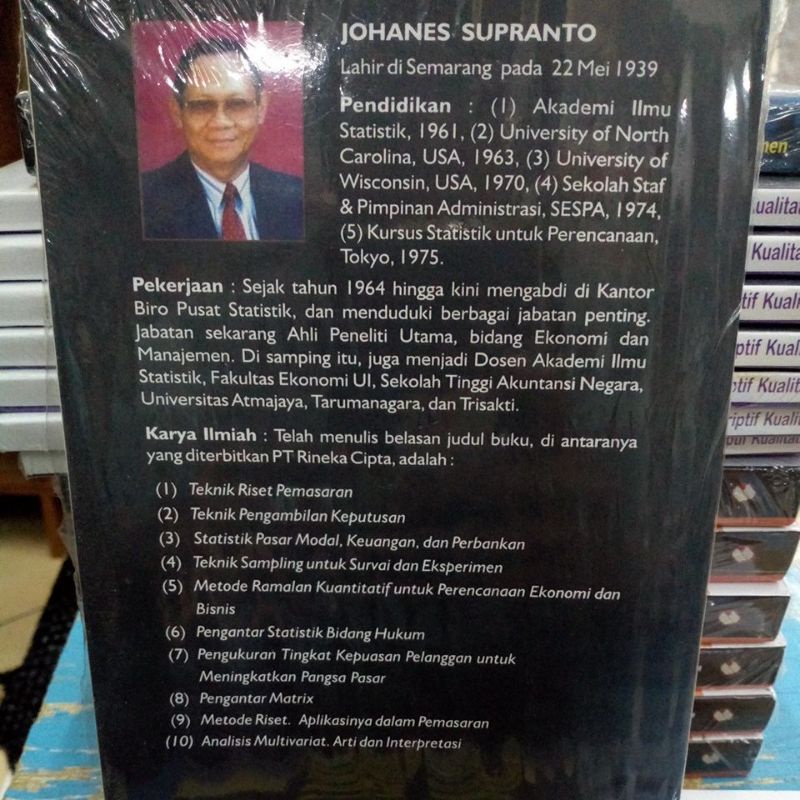 JOHANES SUPRANTO
Lahir di Semarang pada 22 Mei 1939
Pendidikan : (1) Akademi Ilmu
Statistik, 1961, (2) University of North
Carolina, USA, 1963, (3) University of
Wisconsin, USA, 1970, (4) Sekolah Staf
& Pimpinan Administrasi, SESPA, 1974,
(5) Kursus Statistik untuk Perencanaan,
Tokyo, 1975.
Pekerjaan : Sejak tahun 1964 hingga kini mengabdi di Kantor
Biro Pusat Statistik, dan menduduki berbagai jabatan penting.
Jabatan sekarang Ahli Peneliti Utama, bidang Ekonomi dan
Manajemen. Di samping itu, juga menjadi Dosen Akademi Ilmu
Statistik, Fakultas Ekonomi UI, Sekolah Tinggi Akuntansi Negara,
Universitas Atmajaya, Tarumanagara, dan Trisakti.
Karya Ilmiah : Telah menulis belasan judul buku, di antaranya
yang diterbitkan PT Rineka Cipta, adalah :
(1) Teknik Riset Pemasaran
(2) Teknik Pengambilan Keputusan
(3) Statistik Pasar Modal, Keuangan, dan Perbankan
(4) Teknik Sampling untuk Survai dan Eksperimen
(5) Metode Ramalan Kuantitatif untuk Perencanaan Ekonomi dan
Bisnis
(6) Pengantar Statistik Bidang Hukum
(7) Pengukuran Tingkat Kepuasan Pelanggan untuk
Meningkatkan Pangsa Pasar
(8) Pengantar Matrix
(9) Metode Riset. Aplikasinya dalam Pemasaran
(10) Analisis Multivariat. Arti dan Interpretasi